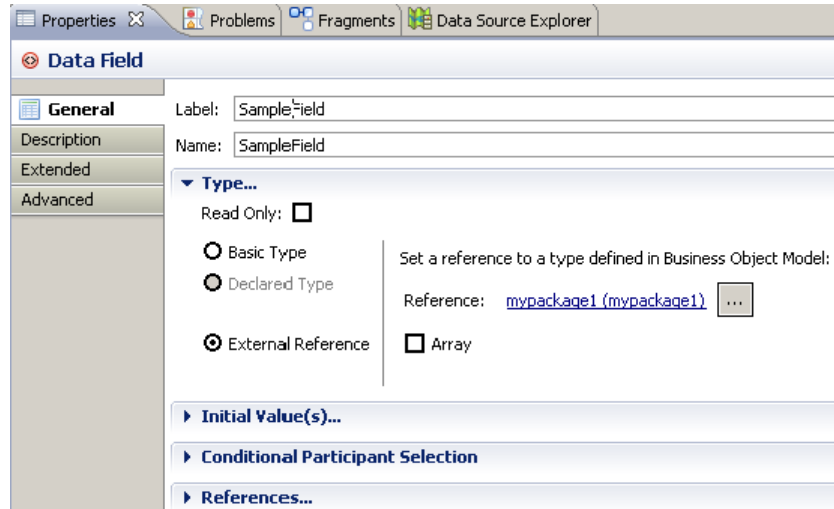 Properties Problems Fragments Data Source Explorer
Data Field
General
Description
Extended
Advanced
Label: SampleField
Name: SampleField
Type...
Read Only:
Basic Type
Declared Type
External Reference
Set a reference to a type defined in Business Object Model:
Reference: mypackage1 (mypackage1) ...
Array
Initial Value(s)...
Conditional Participant Selection
References...